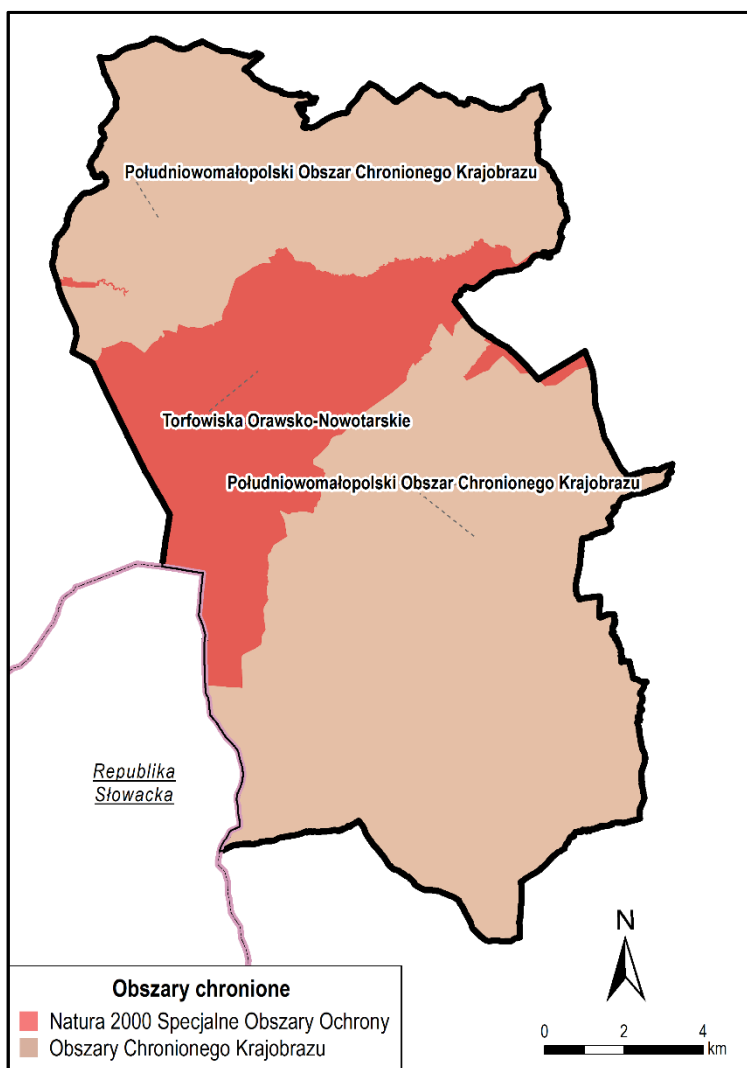 Południowomałopolski Obszar Chronionego Krajobrazu
Torfowiska Orawsko-Nowotarskie
Południowomałopolski Obszar Chronionego Krajobrazu
Republika
Słowacka
N
Obszary chronione
Natura 2000 Specjalne Obszary Ochrony
Obszary Chronionego Krajobrazu
0 2 4
km